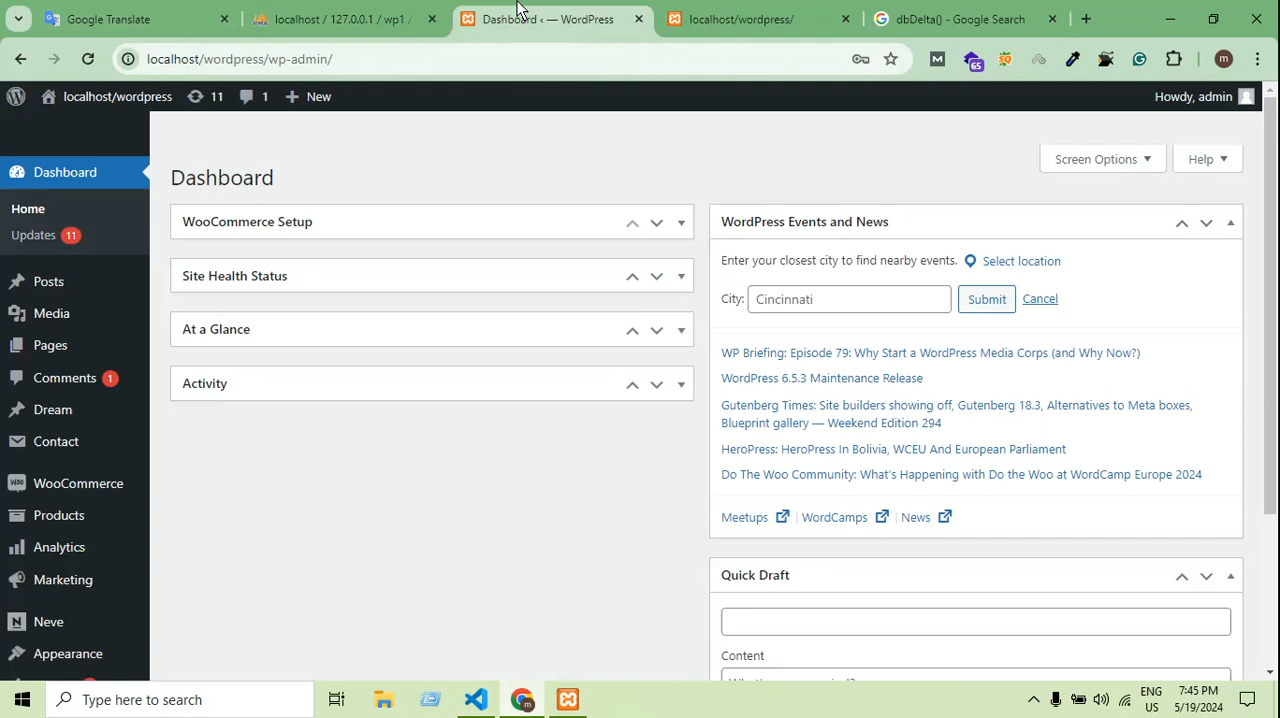 Google Translate
localhost / 127.0.0.1 / wp1 /
Dashboard ‹ — WordPress
localhost/wordpress/
dbDelta() - Google Search
localhost/wordpress/wp-admin/
65
m
localhost/wordpress
11
1
New
Howdy, admin
Dashboard
Home
Updates 11
Posts
Media
Pages
Comments 1
Dream
Contact
WooCommerce
Products
Analytics
Marketing
Neve
Appearance
Screen Options
Help
Dashboard
WooCommerce Setup
Site Health Status
At a Glance
Activity
WordPress Events and News
Enter your closest city to find nearby events. Select location
City: Cincinnati Submit Cancel
WP Briefing: Episode 79: Why Start a WordPress Media Corps (and Why Now?)
WordPress 6.5.3 Maintenance Release
Gutenberg Times: Site builders showing off, Gutenberg 18.3, Alternatives to Meta boxes,
Blueprint gallery — Weekend Edition 294
HeroPress: HeroPress In Bolivia, WCEU And European Parliament
Do The Woo Community: What's Happening with Do the Woo at WordCamp Europe 2024
Meetups | WordCamps | News
Quick Draft
Content
Type here to search
ENG
US
7:45 PM
5/19/2024